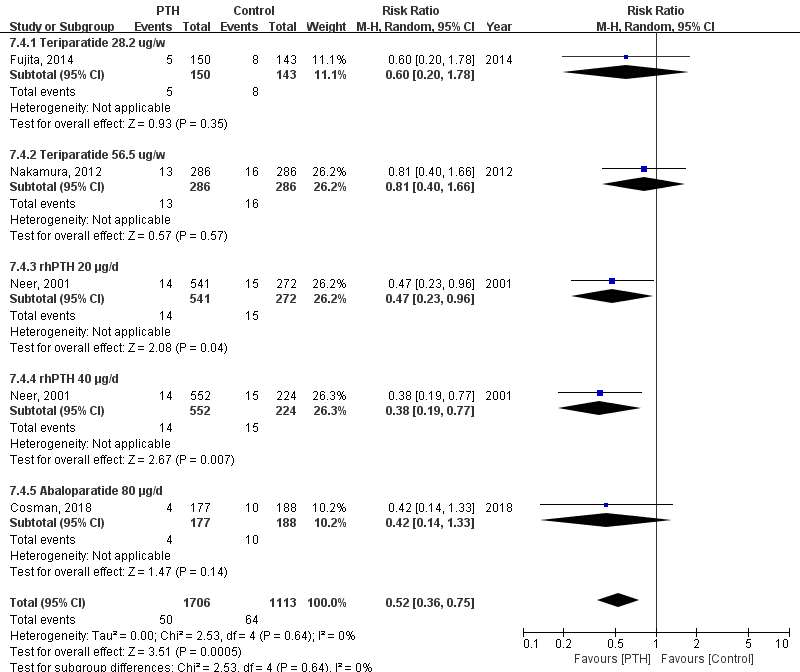 PTH Control Risk Ratio Risk Ratio
Study or Subgroup Events Total Events Total Weight M-H, Random, 95% CI Year M-H, Random, 95% CI
7.4.1 Teriparatide 28.2 ug/w
Fujita, 2014 5 150 8 143 11.1% 0.60 [0.20, 1.78] 2014
Subtotal (95% CI) 150 143 11.1% 0.60 [0.20, 1.78]
Total events 5 8
Heterogeneity: Not applicable
Test for overall effect: Z = 0.93 (P = 0.35)
7.4.2 Teriparatide 56.5 ug/w
Nakamura, 2012 13 286 16 286 26.2% 0.81 [0.40, 1.66] 2012
Subtotal (95% CI) 286 286 26.2% 0.81 [0.40, 1.66]
Total events 13 16
Heterogeneity: Not applicable
Test for overall effect: Z = 0.57 (P = 0.57)
7.4.3 rhPTH 20 µg/d
Neer, 2001 14 541 15 272 26.2% 0.47 [0.23, 0.96] 2001
Subtotal (95% CI) 541 272 26.2% 0.47 [0.23, 0.96]
Total events 14 15
Heterogeneity: Not applicable
Test for overall effect: Z = 2.08 (P = 0.04)
7.4.4 rhPTH 40 µg/d
Neer, 2001 14 552 15 224 26.3% 0.38 [0.19, 0.77] 2001
Subtotal (95% CI) 552 224 26.3% 0.38 [0.19, 0.77]
Total events 14 15
Heterogeneity: Not applicable
Test for overall effect: Z = 2.67 (P = 0.007)
7.4.5 Abaloparatide 80 µg/d
Cosman, 2018 4 177 10 188 10.2% 0.42 [0.14, 1.33] 2018
Subtotal (95% CI) 177 188 10.2% 0.42 [0.14, 1.33]
Total events 4 10
Heterogeneity: Not applicable
Test for overall effect: Z = 1.47 (P = 0.14)
Total (95% CI) 1706 1113 100.0% 0.52 [0.36, 0.75]
Total events 50 64
Heterogeneity: Tau² = 0.00; Chi² = 2.53, df = 4 (P = 0.64); I² = 0%
Test for overall effect: Z = 3.51 (P = 0.0005)
Test for subgroup differences: Chi² = 2.53, df = 4 (P = 0.64), I² = 0%
0.1 0.2 0.5 1 2 5 10
Favours [PTH] Favours [Control]